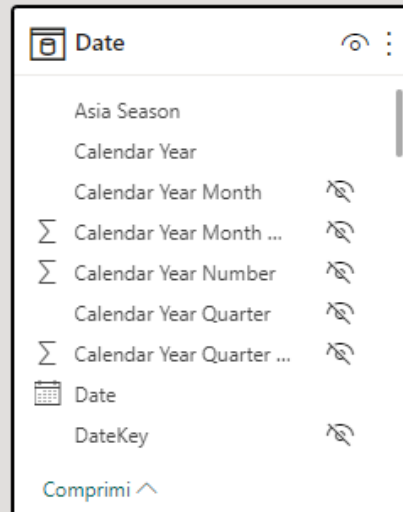 Date
Asia Season
Calendar Year
Calendar Year Month
Calendar Year Month ...
Calendar Year Number
Calendar Year Quarter
Calendar Year Quarter ...
Date
DateKey
Comprimi